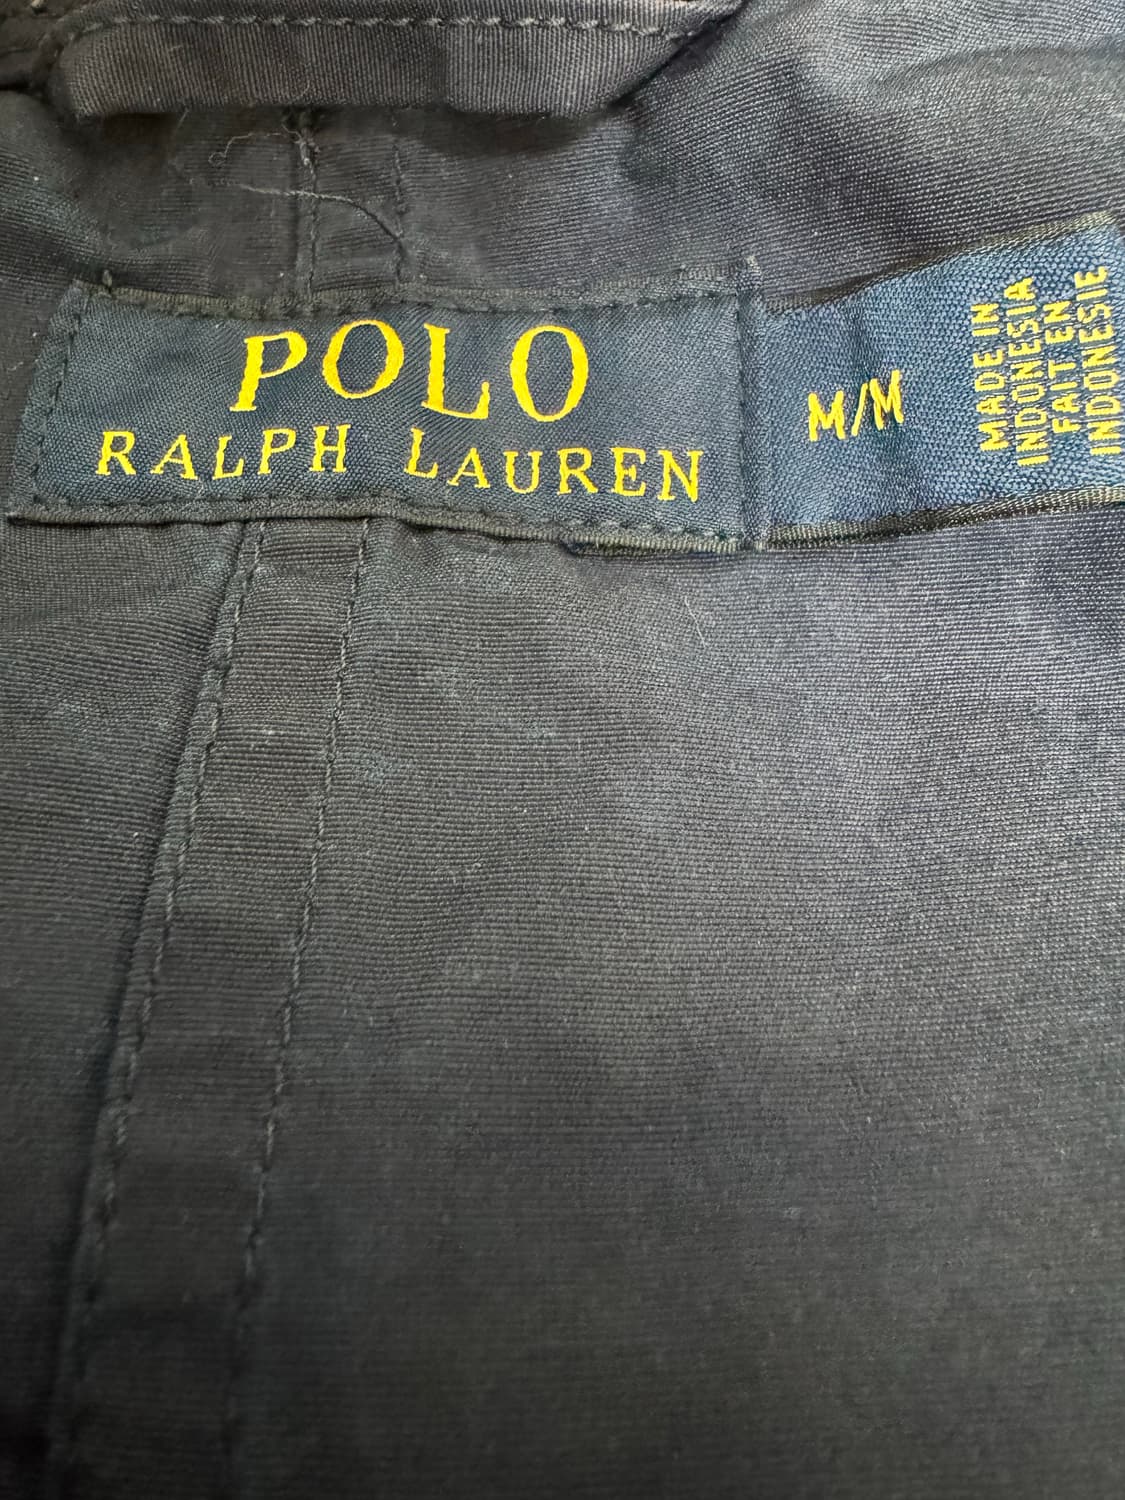 POLO
RALPH LAUREN
M/M
MADE IN
INDONESIA
FAIT EN
INDONESIE